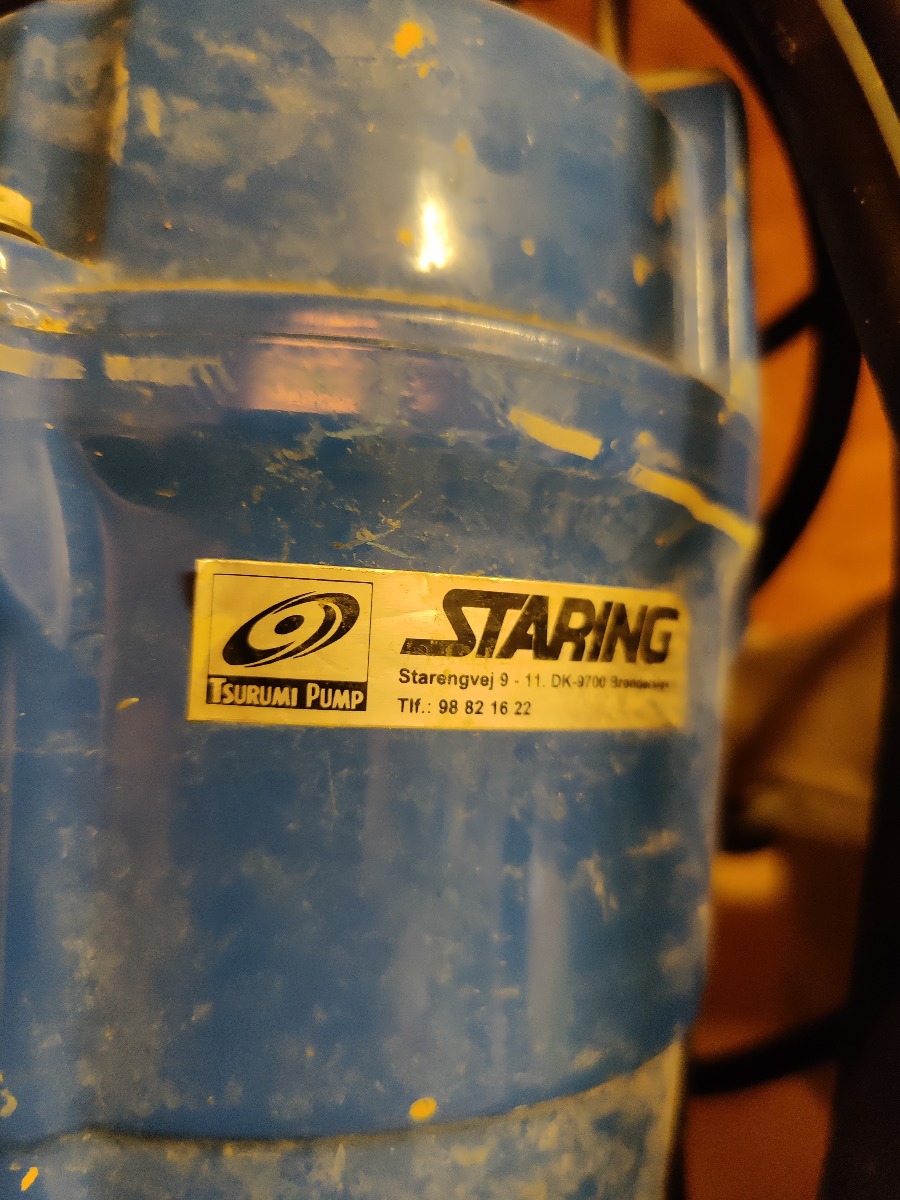 STARING
TSURUMI PUMP
Starengvej 9 - 11. DK-9700
Tlf.: 98 82 16 22